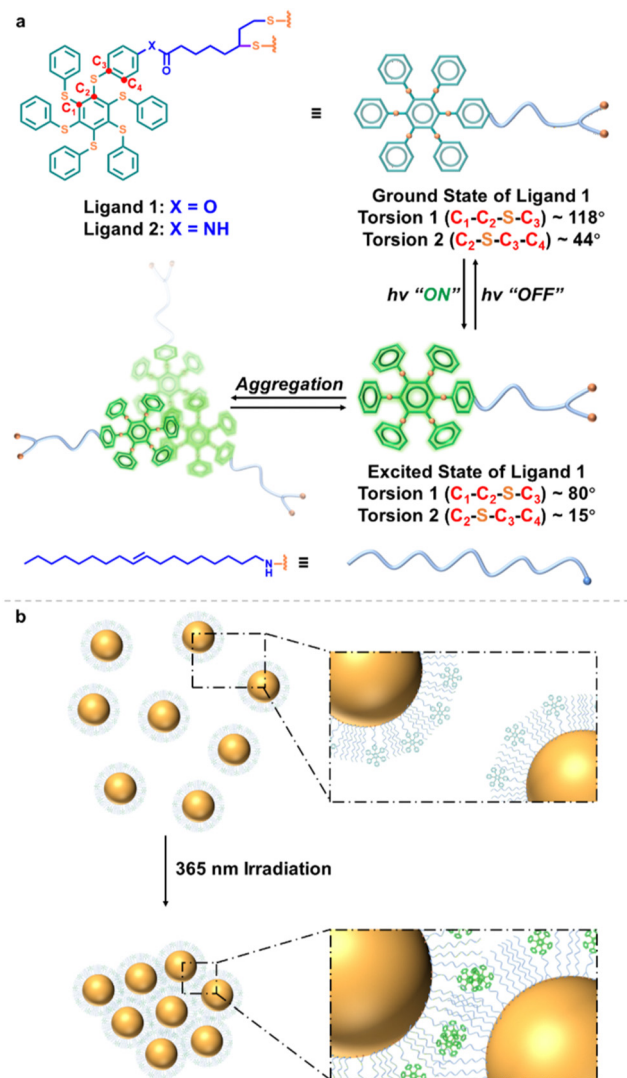 a
S
S
X
O
C3
C4
S
C2
C1
S
S
S
S
S
≡
Ligand 1: X = O
Ligand 2: X = NH
Ground State of Ligand 1
Torsion 1 (C1-C2-S-C3) ~ 118°
Torsion 2 (C2-S-C3-C4) ~ 44°
hv “ON”
hv “OFF”
Aggregation
Excited State of Ligand 1
Torsion 1 (C1-C2-S-C3) ~ 80°
Torsion 2 (C2-S-C3-C4) ~ 15°
N
H
≡
b
365 nm Irradiation